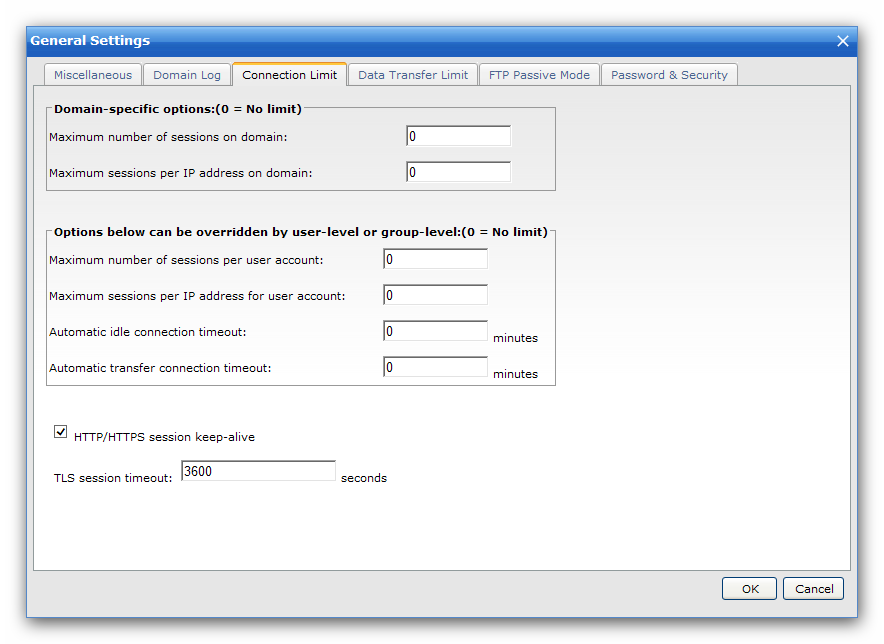 General Settings
Miscellaneous Domain Log Connection Limit Data Transfer Limit FTP Passive Mode Password & Security
Domain-specific options:(0 = No limit)
Maximum number of sessions on domain: 0
Maximum sessions per IP address on domain: 0
Options below can be overridden by user-level or group-level:(0 = No limit)
Maximum number of sessions per user account: 0
Maximum sessions per IP address for user account: 0
Automatic idle connection timeout: 0 minutes
Automatic transfer connection timeout: 0 minutes
HTTP/HTTPS session keep-alive
TLS session timeout: 3600 seconds
OK Cancel